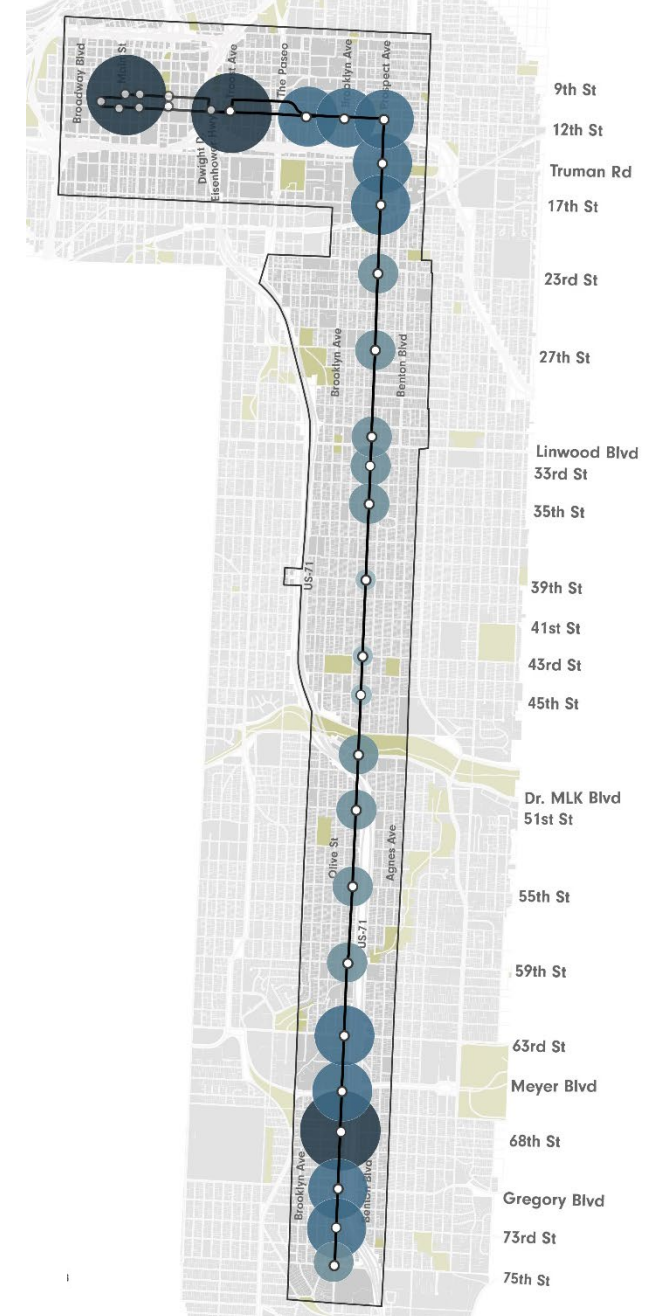 Broadway Blvd
Main St
Ave
The Paseo
Brooklyn Ave
Prospect Ave
Dwight D
Eisenhower Hwy
9th St
12th St
Truman Rd
17th St
23rd St
27th St
Brooklyn Ave
Benton Blvd
Linwood Blvd
33rd St
35th St
US-71
39th St
41st St
43rd St
45th St
Dr. MLK Blvd
51st St
Olive St
Agnes Ave
55th St
US-71
59th St
63rd St
Meyer Blvd
68th St
Brooklyn Ave
Benton Blvd
Gregory Blvd
73rd St
75th St